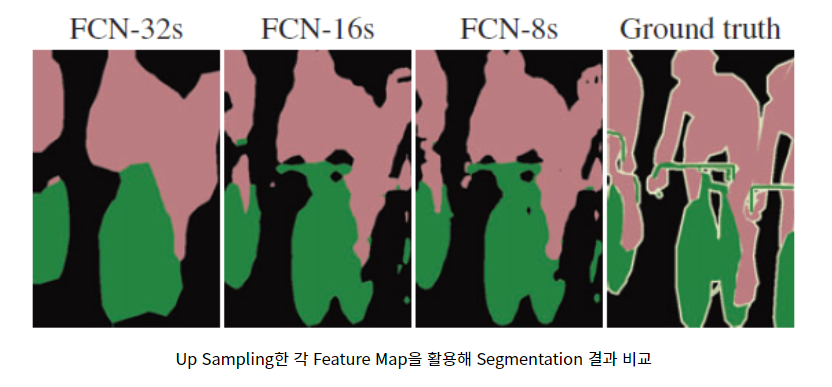 FCN-32s FCN-16s FCN-8s Ground truth
Up Sampling한 각 Feature Map을 활용해 Segmentation 결과 비교